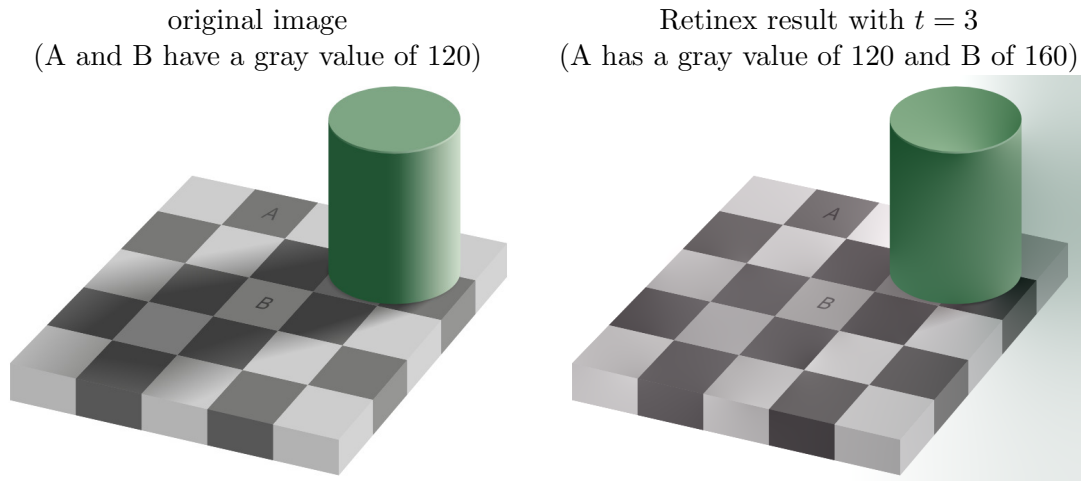 original image
(A and B have a gray value of 120)
Retinex result with t = 3
(A has a gray value of 120 and B of 160)
A
B
A
B